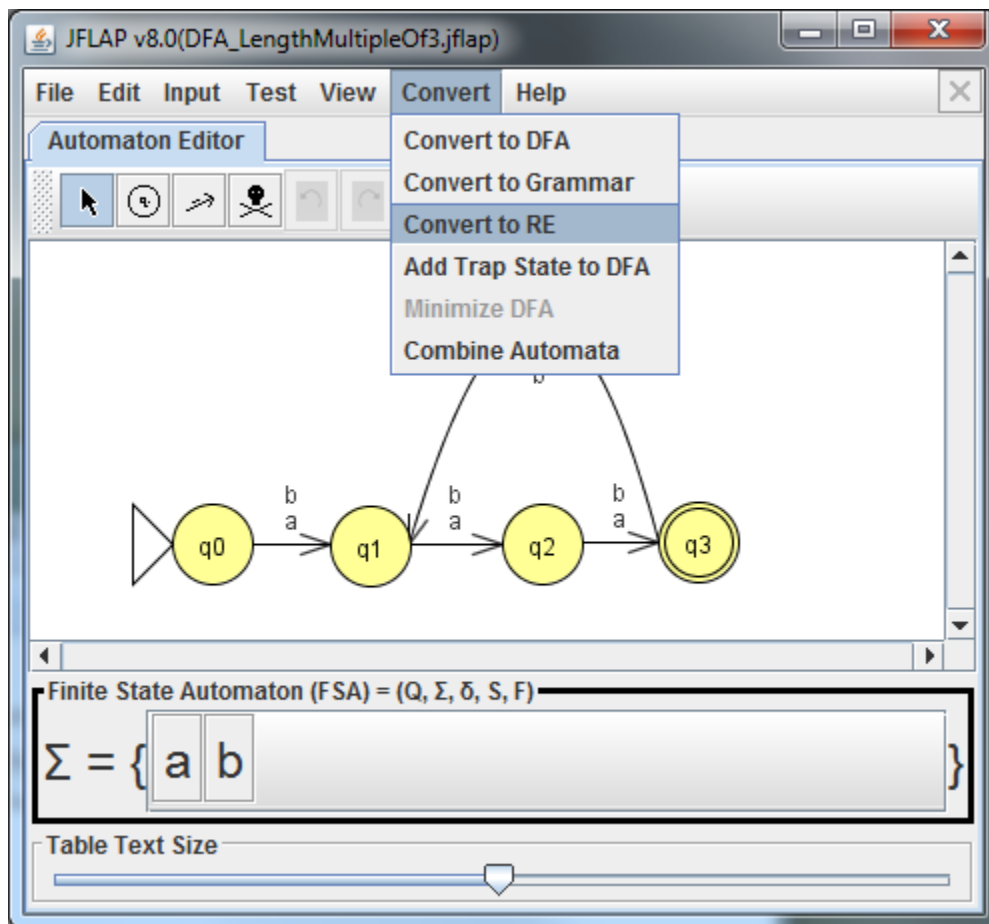 JFLAP v8.0(DFA_LengthMultipleOf3.jflap)
File Edit Input Test View Convert Help
Automaton Editor
Convert to DFA
Convert to Grammar
Convert to RE
Add Trap State to DFA
Minimize DFA
Combine Automata
b
b b b
a a a
q0 q1 q2 q3
Finite State Automaton (FSA) = (Q, Σ, δ, S, F)
Σ = { a b }
Table Text Size